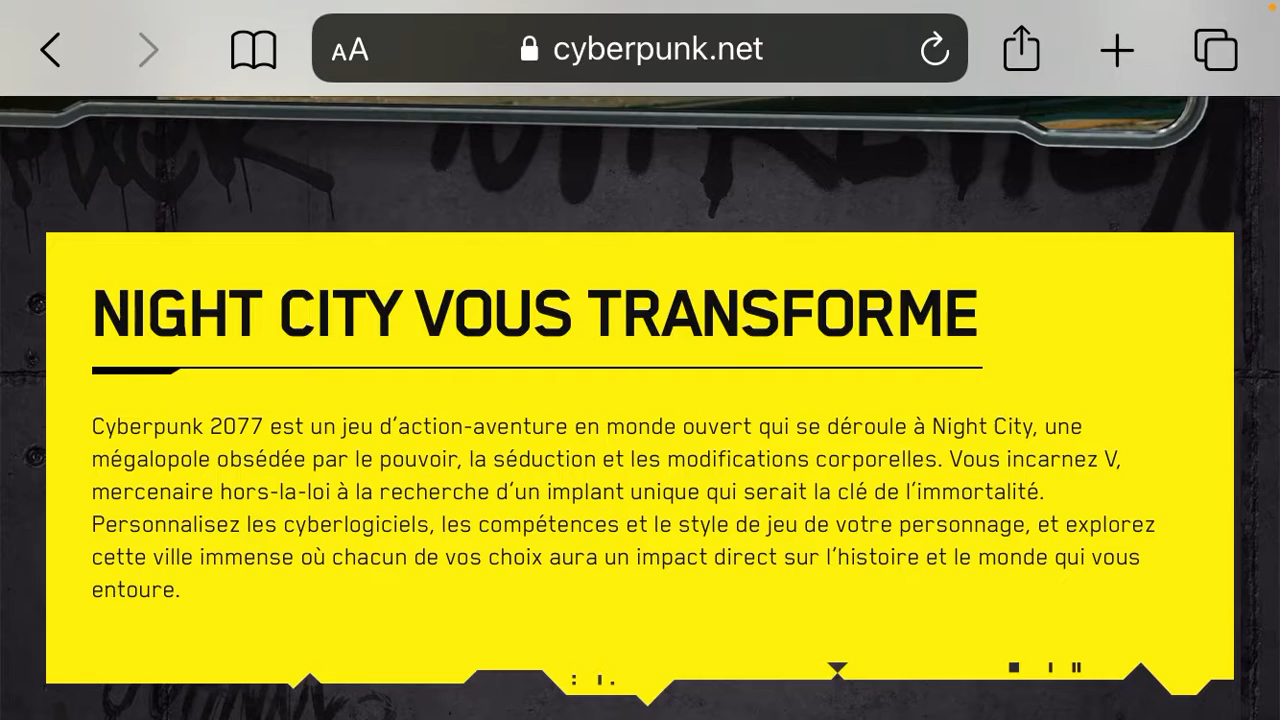 AA
cyberpunk.net
NIGHT CITY VOUS TRANSFORME
Cyberpunk 2077 est un jeu d'action-aventure en monde ouvert qui se déroule à Night City, une
mégalopole obsédée par le pouvoir, la séduction et les modifications corporelles. Vous incarnez V,
mercenaire hors-la-loi à la recherche d'un implant unique qui serait la clé de l'immortalité.
Personnalisez les cyberlogiciels, les compétences et le style de jeu de votre personnage, et explorez
cette ville immense où chacun de vos choix aura un impact direct sur l'histoire et le monde qui vous
entoure.